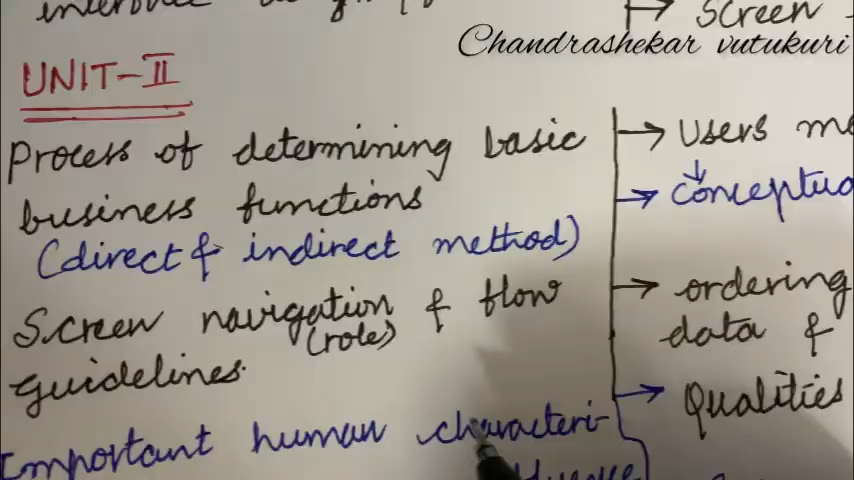 → Screen
Chandrashekar vutukuri
UNIT-II
Process of determining basic
business functions
(direct & indirect method)
Screen navigation & flow
(role)
Guidelines.
Important human characteri-
→ Users
→
→ ordering
data &
→ Qualities